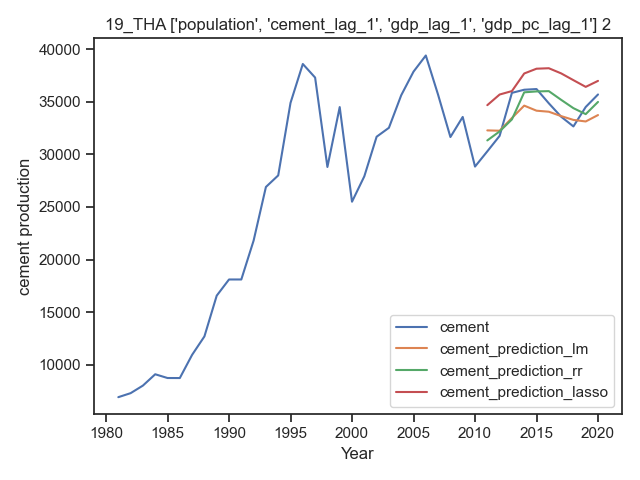 19_THA ['population', 'cement_lag_1', 'gdp_lag_1', 'gdp_pc_lag_1'] 2
40000
35000
30000
25000
20000
15000
10000
cement production
cement
cement_prediction_lm
cement_prediction_rr
cement_prediction_lasso
1980 1985 1990 1995 2000 2005 2010 2015 2020
Year